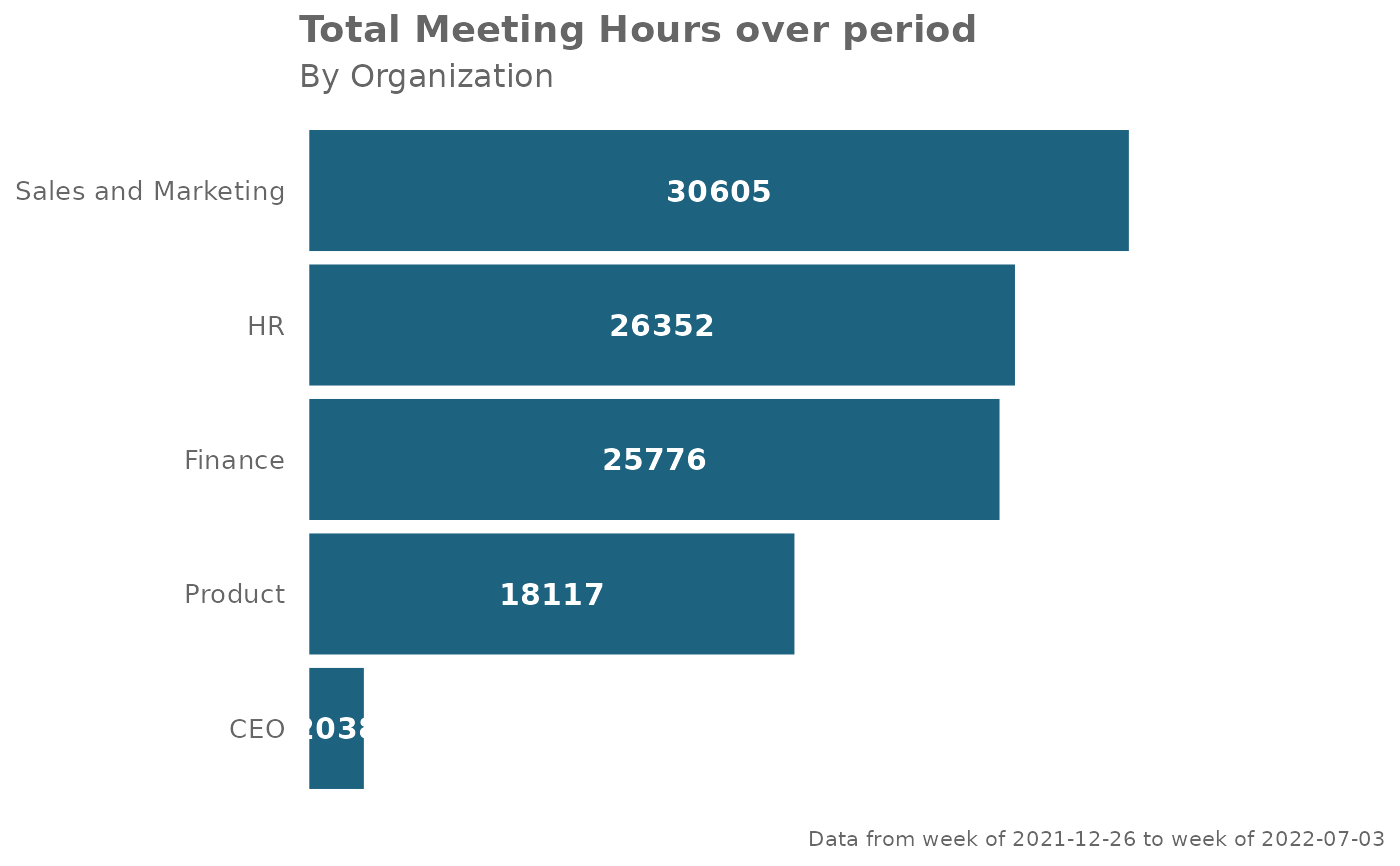 Total Meeting Hours over period
By Organization
Sales and Marketing
30605
HR
26352
Finance
25776
Product
18117
CEO
2038
Data from week of 2021-12-26 to week of 2022-07-03